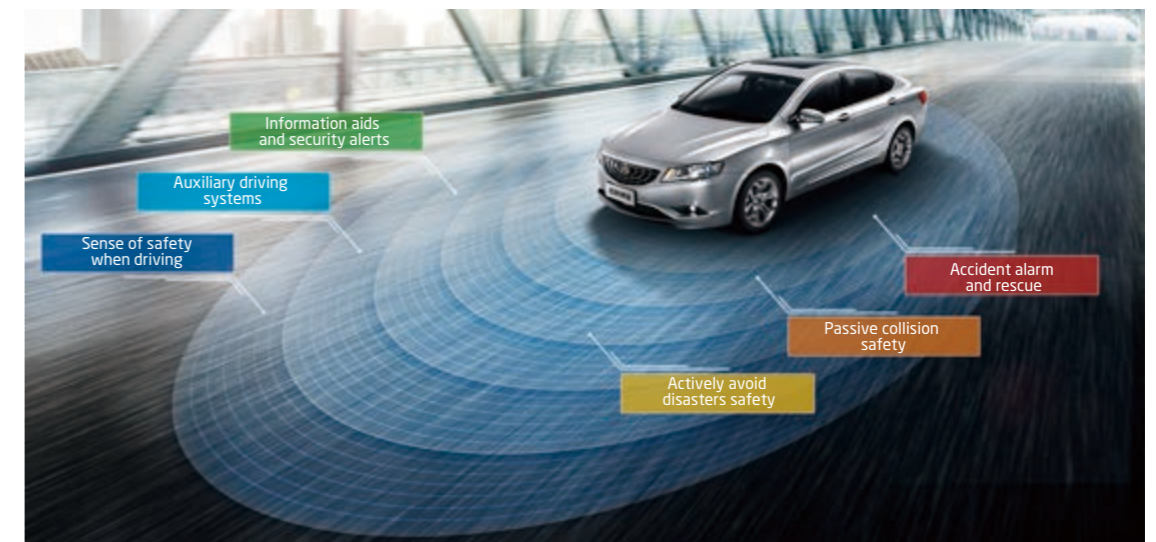 Information aids
and security alerts
Auxiliary driving
systems
Sense of safety
when driving
Accident alarm
and rescue
Passive collision
safety
Actively avoid
disasters safety